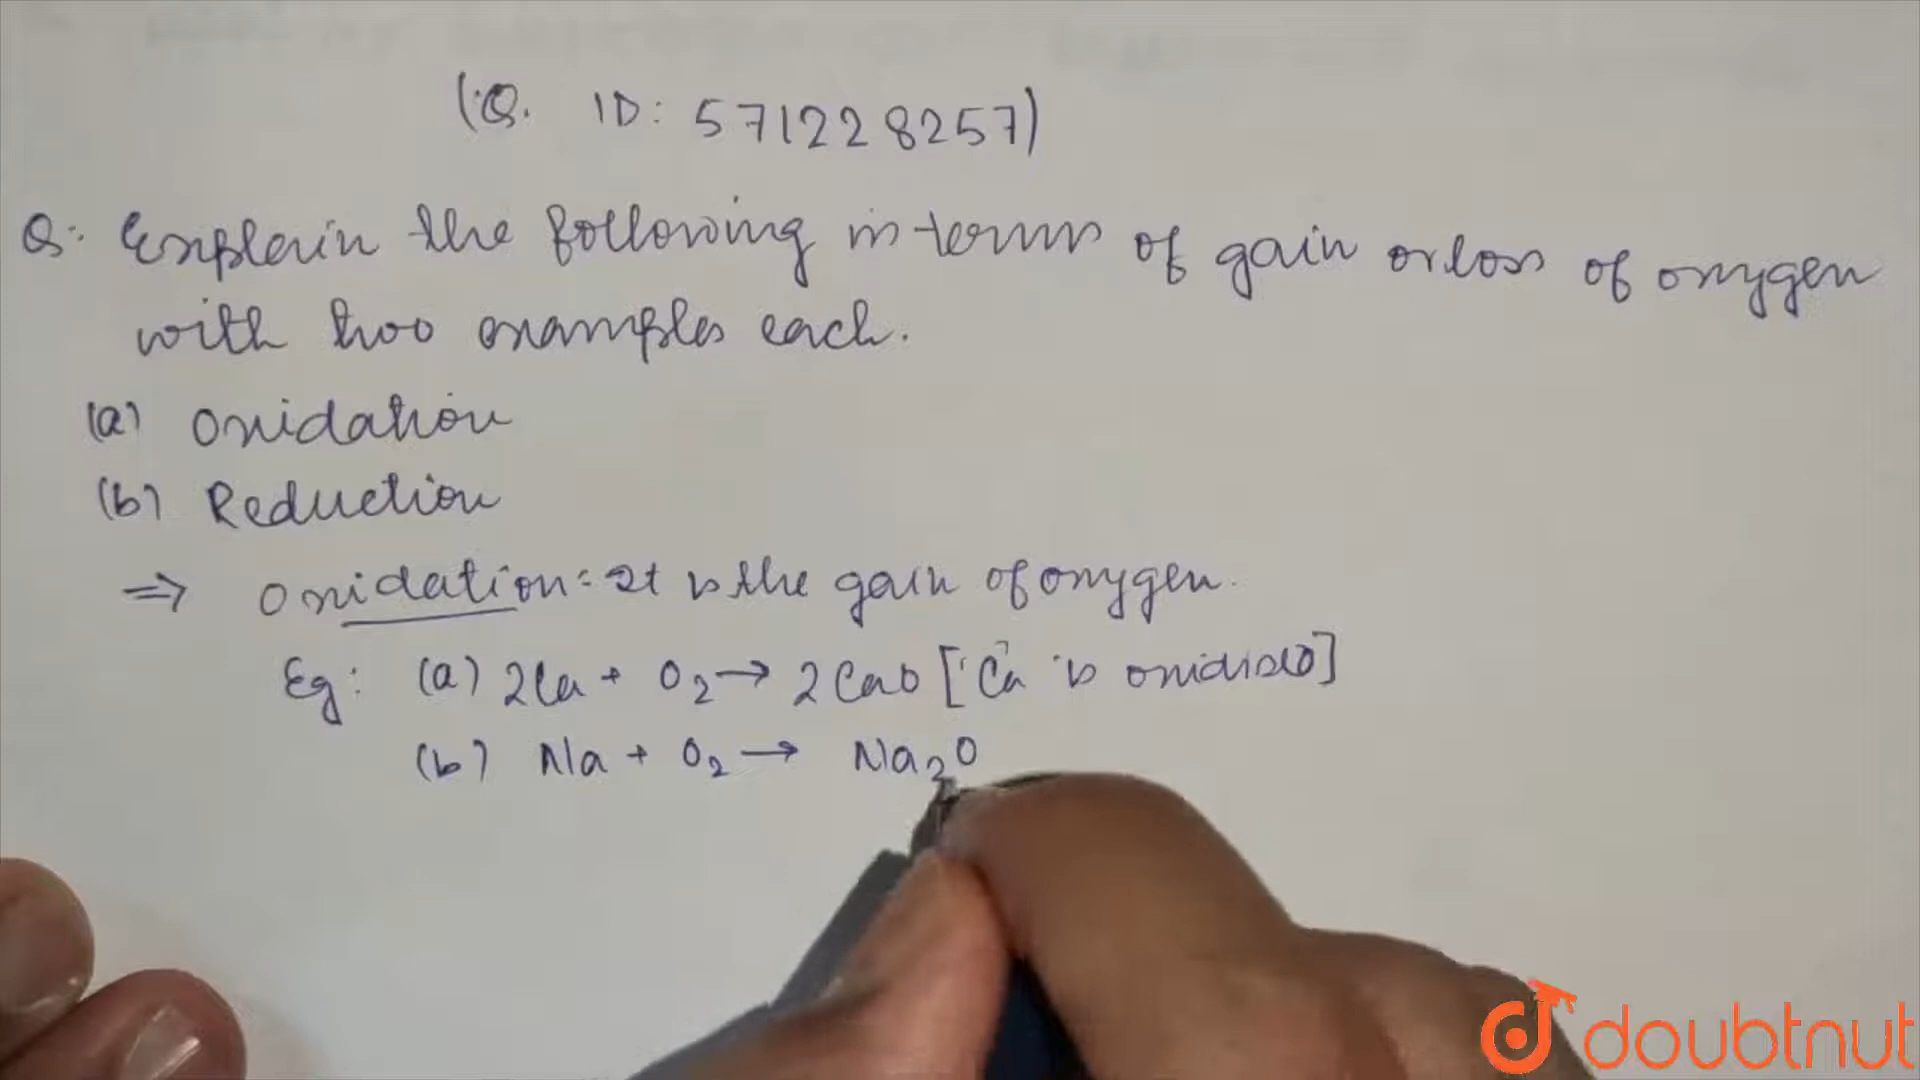 (Q. ID: 571228257)
Q: Explain the following in terms of gain or loss of oxygen
with two examples each.
(a) Oxidation
(b) Reduction
⇒ Oxidation:- It is the gain of oxygen.
Eg: (a) 2Ca + O₂ → 2CaO ['Ca' is oxidised]
(b) Na + O₂ → Na₂O
doubtnut